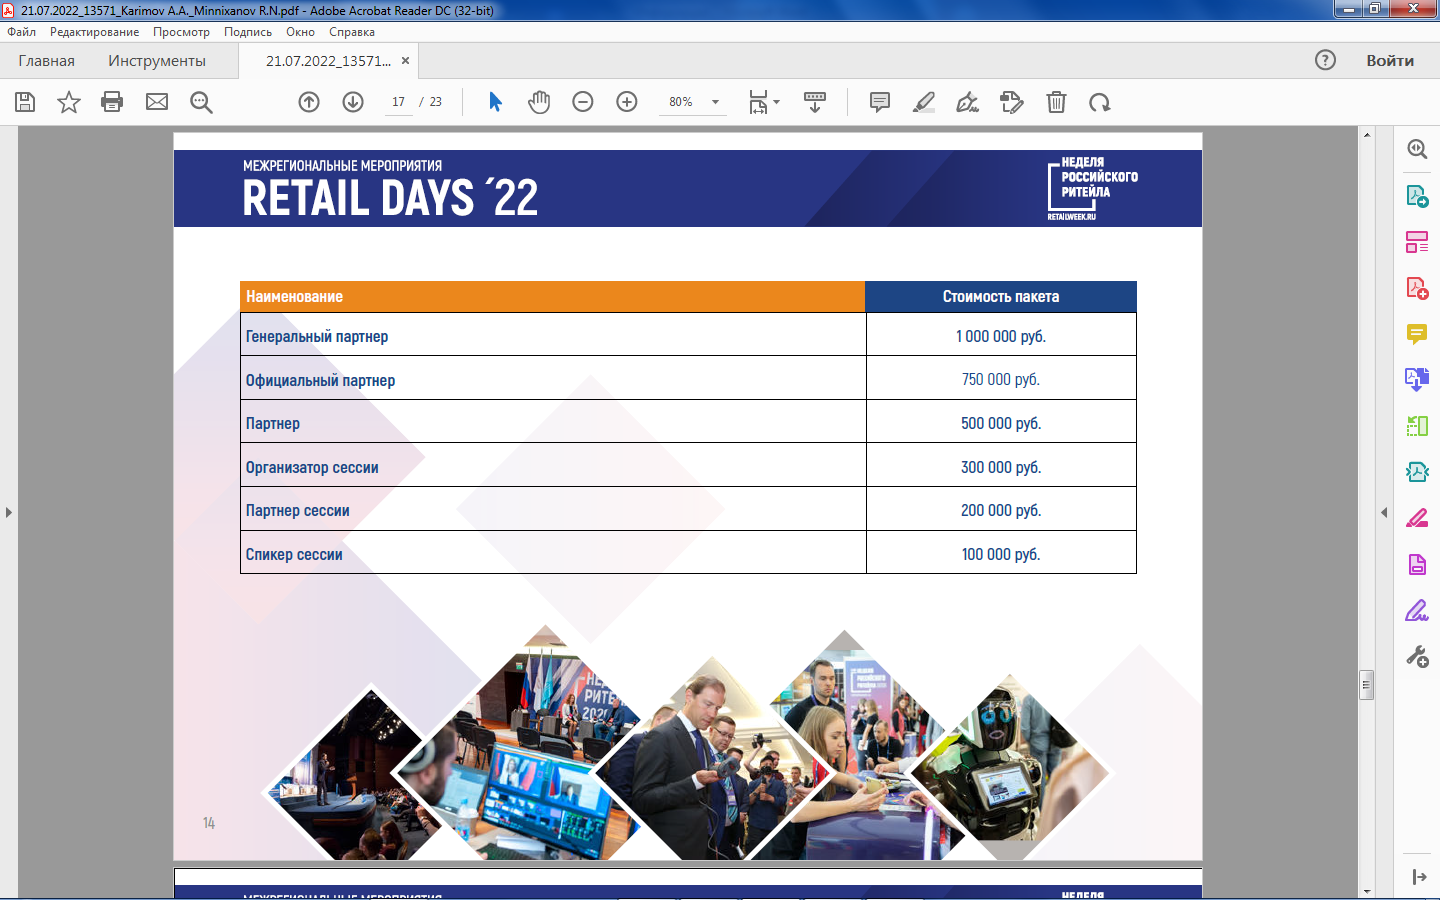 21.07.2022_13571_Karimov A.A._Minnixanov R.N.pdf - Adobe Acrobat Reader DC (32-bit)
Файл Редактирование Просмотр Подпись Окно Справка
Главная Инструменты 21.07.2022_13571... × Войти
17 / 23 80%
МЕЖРЕГИОНАЛЬНЫЕ МЕРОПРИЯТИЯ
RETAIL DAYS ´22
НЕДЕЛЯ
РОССИЙСКОГО
РИТЕЙЛА
RETAILWEEK.RU
Наименование Стоимость пакета
Генеральный партнер 1 000 000 руб.
Официальный партнер 750 000 руб.
Партнер 500 000 руб.
Организатор сессии 300 000 руб.
Партнер сессии 200 000 руб.
Спикер сессии 100 000 руб.
14
МЕЖРЕГИОНАЛЬНЫЕ МЕРОПРИЯТИЯ
НЕДЕЛЯ